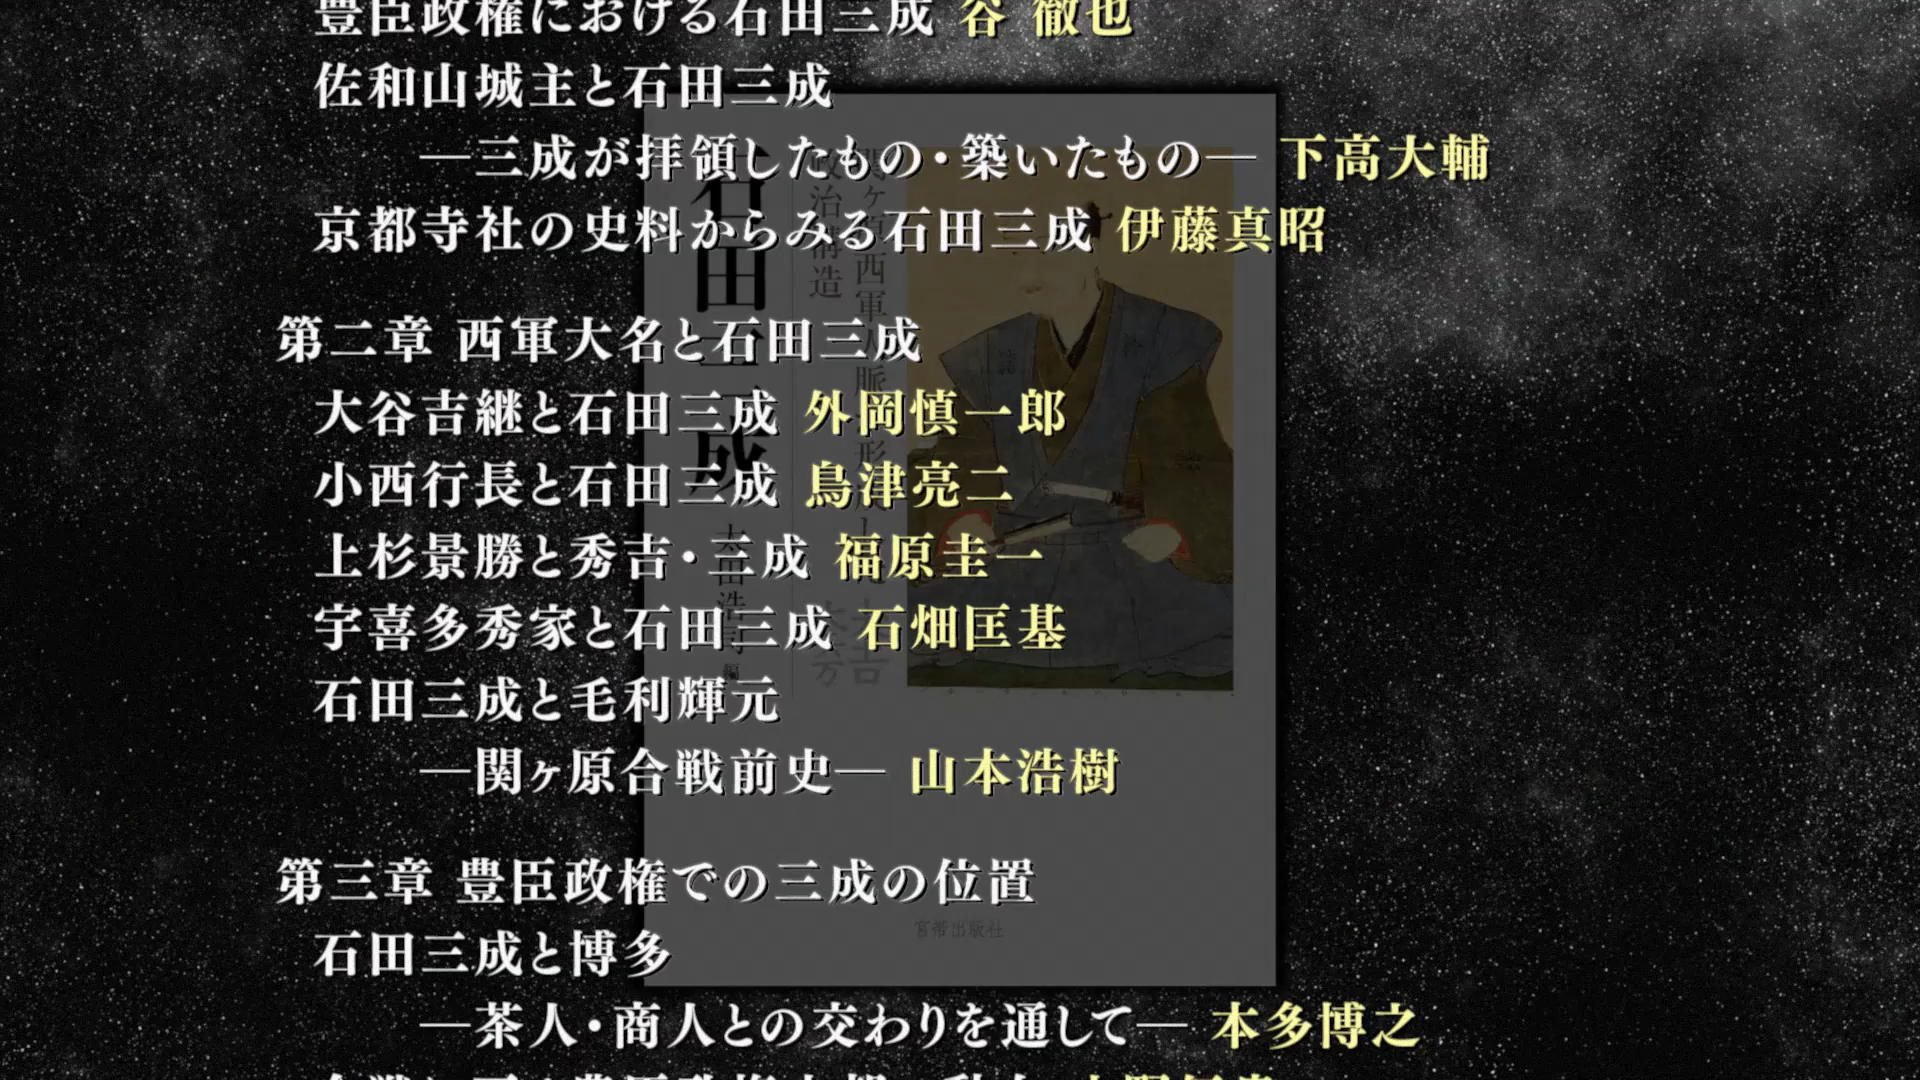 豊臣政権における石田三成 谷 徹也
佐和山城主と石田三成
―三成が拝領したもの・築いたもの― 下高大輔
京都寺社の史料からみる石田三成 伊藤真昭
第二章 西軍大名と石田三成
大谷吉継と石田三成 外岡慎一郎
小西行長と石田三成 鳥津亮二
上杉景勝と秀吉・三成 福原圭一
宇喜多秀家と石田三成 石畑匡基
石田三成と毛利輝元
―関ヶ原合戦前史― 山本浩樹
第三章 豊臣政権での三成の位置
石田三成と博多
―茶人・商人との交わりを通して― 本多博之
石田三成
宮帯出版社